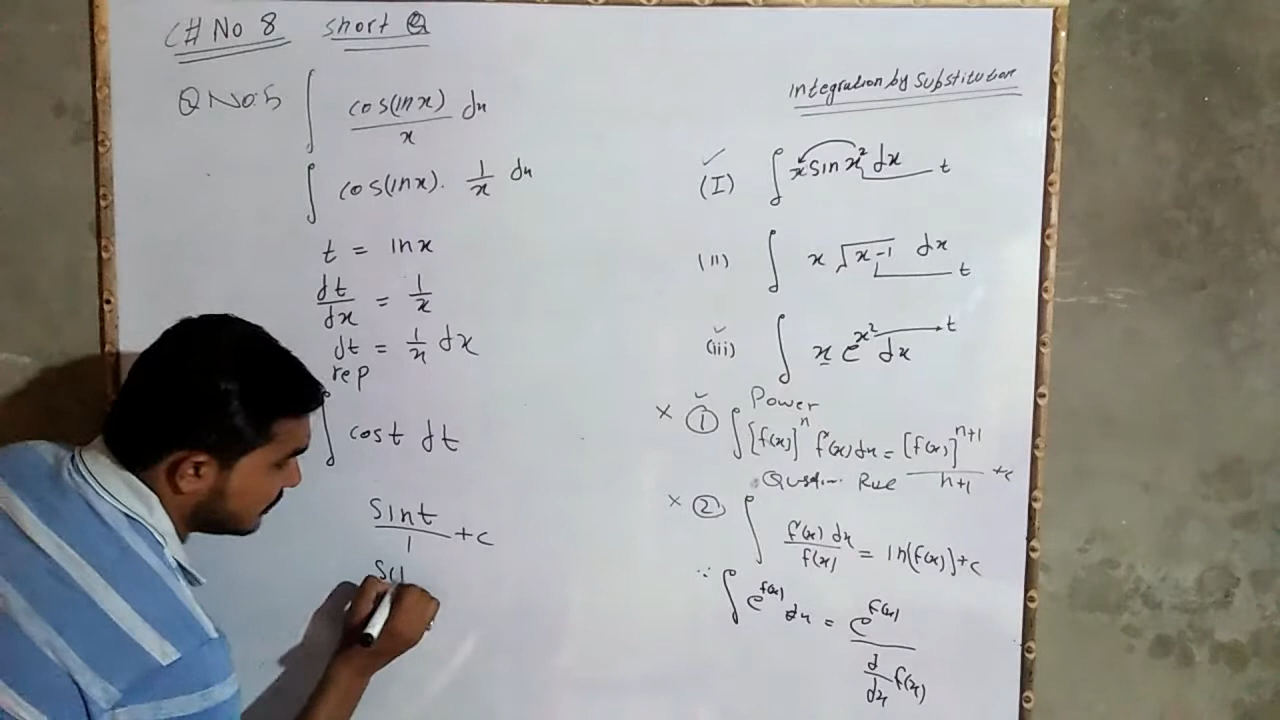 C# No 8 short Q
Q No:5 ∫ cos(lnx)/x dx
∫ cos(lnx). 1/x dx
t = lnx
dt/dx = 1/x
dt = 1/x dx
rep
∫ cost dt
Sint/1 +c
Integration by Substitution
(I) ∫ x sin x² dx t
(II) ∫ x √x-1 dx t
(iii) ∫ x e^x² dx t
Power
× ① ∫ [f(x)]^n f'(x) dx = [f(x)]^n+1 / n+1 +c
Rule
× ② ∫ f'(x) dx / f(x) = ln(f(x)) +c
∵ ∫ e^f(x) dx = e^f(x) / d/dx f(x)